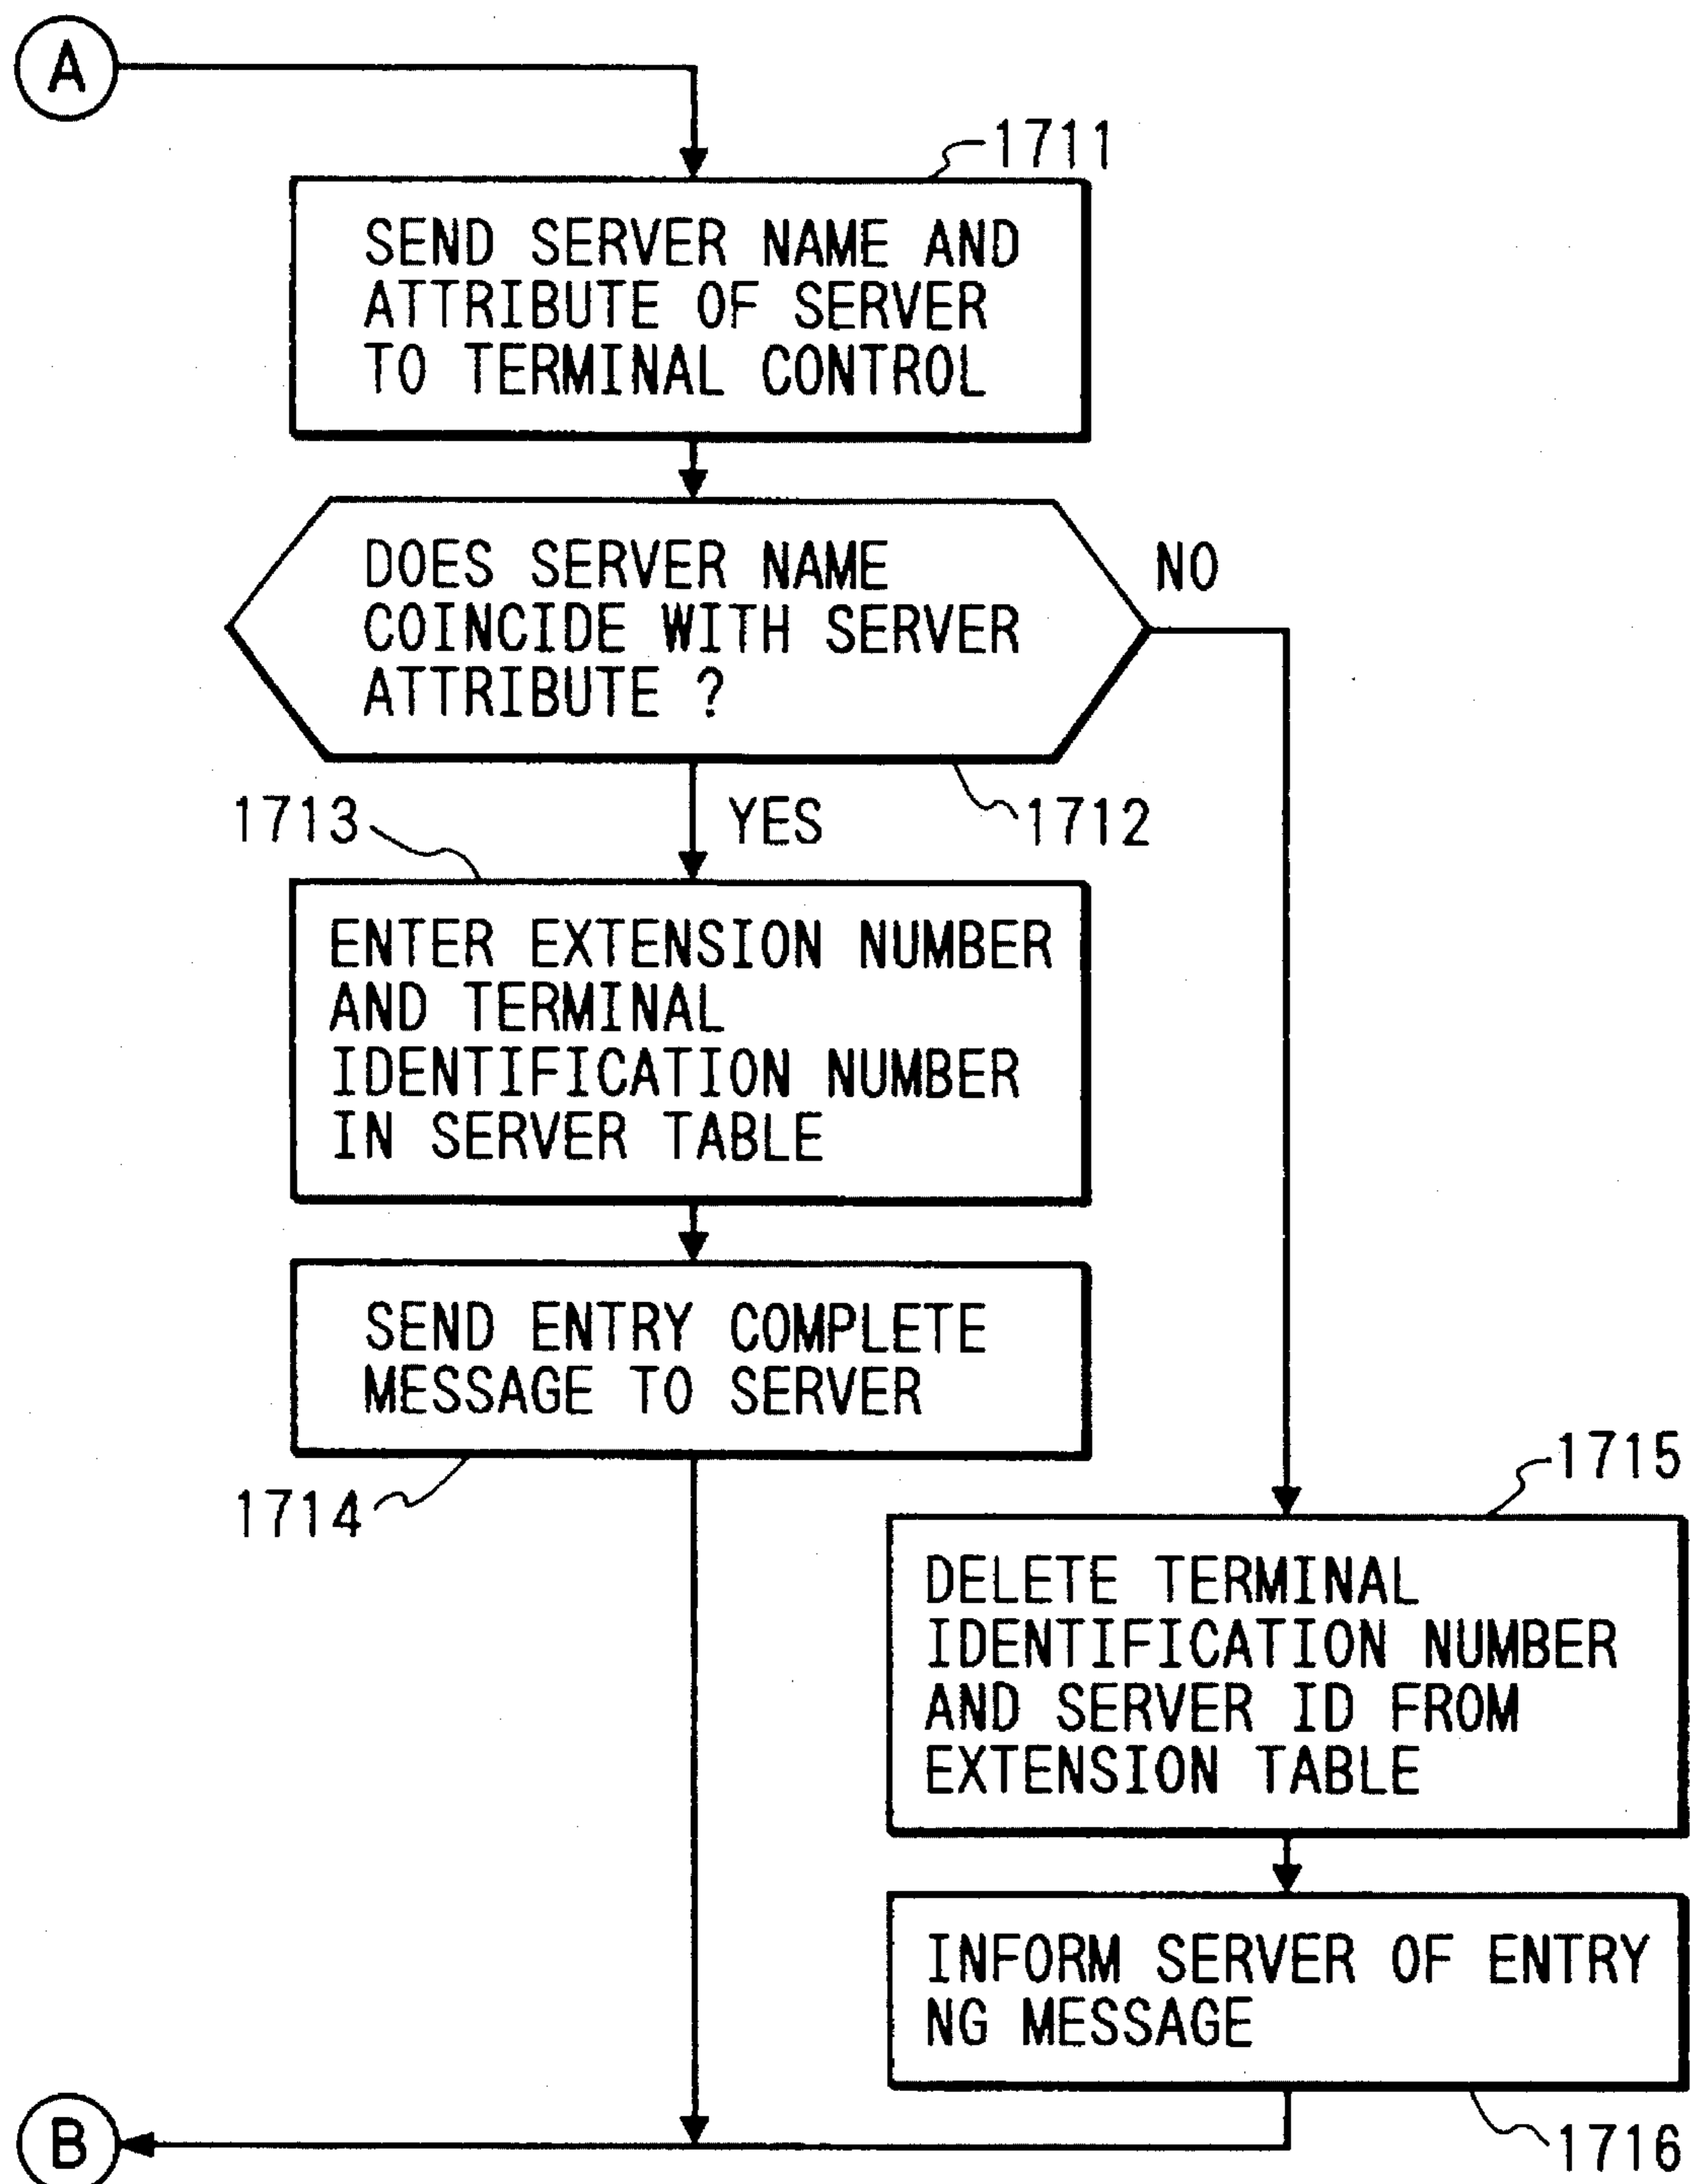 A
1711
SEND SERVER NAME AND
ATTRIBUTE OF SERVER
TO TERMINAL CONTROL
DOES SERVER NAME
COINCIDE WITH SERVER
ATTRIBUTE ?
NO
1712
YES
1713
ENTER EXTENSION NUMBER
AND TERMINAL
IDENTIFICATION NUMBER
IN SERVER TABLE
SEND ENTRY COMPLETE
MESSAGE TO SERVER
1714
1715
DELETE TERMINAL
IDENTIFICATION NUMBER
AND SERVER ID FROM
EXTENSION TABLE
INFORM SERVER OF ENTRY
NG MESSAGE
1716
B